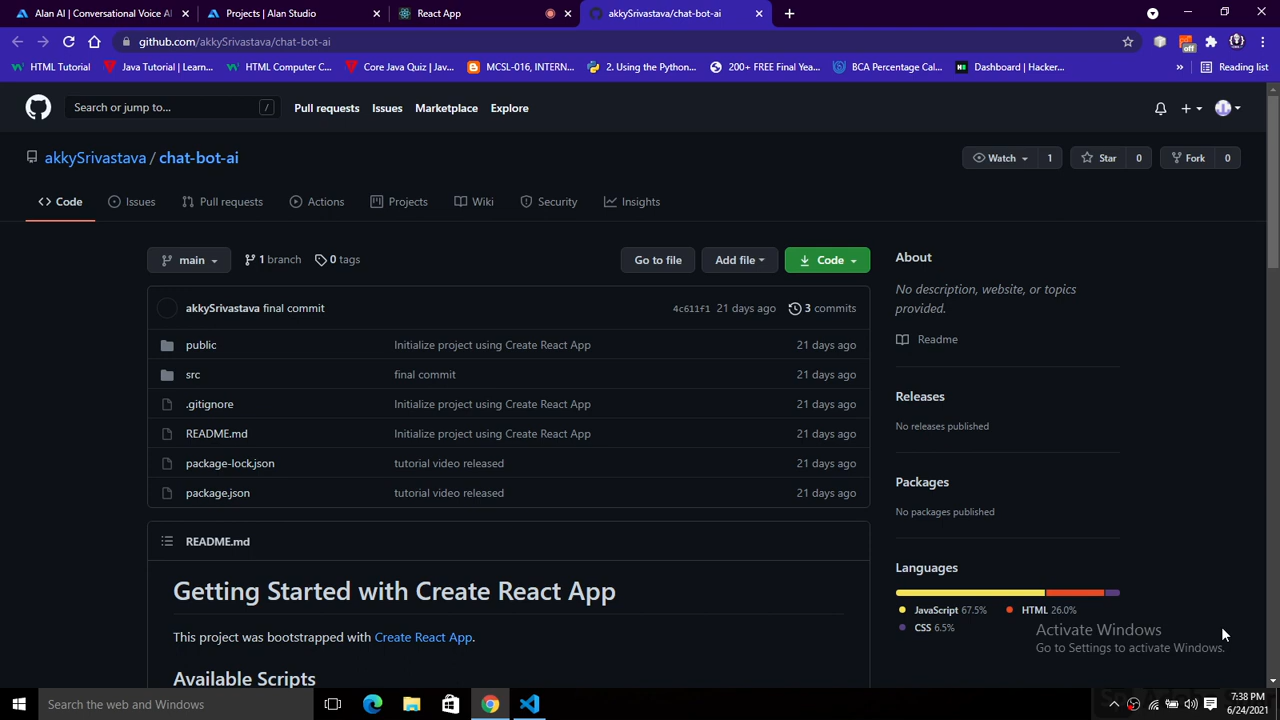 Alan AI | Conversational Voice AI
Projects | Alan Studio
React App
akkySrivastava/chat-bot-ai
github.com/akkySrivastava/chat-bot-ai
off
HTML Tutorial
Java Tutorial | Learn...
HTML Computer C...
Core Java Quiz | Jav...
MCSL-016, INTERN...
2. Using the Python...
200+ FREE Final Year...
BCA Percentage Cal...
Dashboard | Hacker...
»
Reading list
Search or jump to...
/
Pull requests
Issues
Marketplace
Explore
akkySrivastava / chat-bot-ai
Watch
1
Star
0
Fork
0
<> Code
Issues
Pull requests
Actions
Projects
Wiki
Security
Insights
main
1 branch
0 tags
Go to file
Add file
Code
akkySrivastava final commit
4c611f1 21 days ago
3 commits
public
Initialize project using Create React App
21 days ago
src
final commit
21 days ago
.gitignore
Initialize project using Create React App
21 days ago
README.md
Initialize project using Create React App
21 days ago
package-lock.json
tutorial video released
21 days ago
package.json
tutorial video released
21 days ago
README.md
Getting Started with Create React App
This project was bootstrapped with Create React App.
Available Scripts
About
No description, website, or topics
provided.
Readme
Releases
No releases published
Packages
No packages published
Languages
JavaScript 67.5%
HTML 26.0%
CSS 6.5%
Activate Windows
Go to Settings to activate Windows.
Search the web and Windows
7:38 PM
6/24/2021